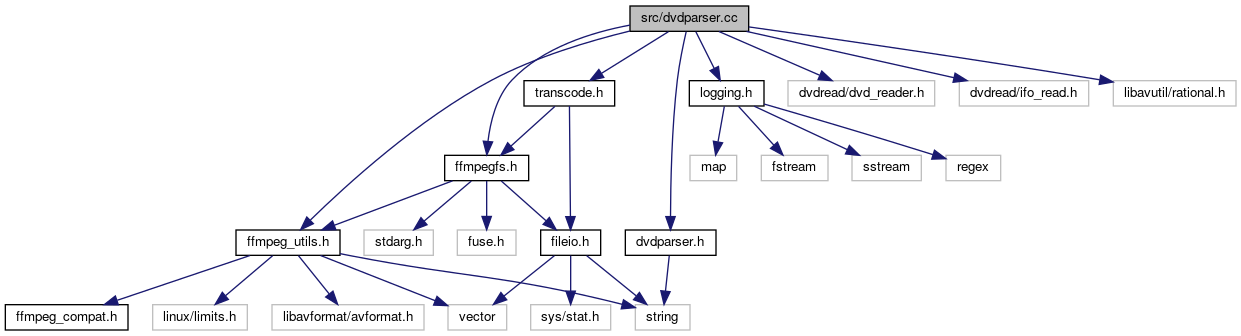 src/dvdparser.cc
transcode.h
logging.h
dvdread/dvd_reader.h
dvdread/ifo_read.h
libavutil/rational.h
ffmpegfs.h
map
fstream
sstream
regex
ffmpeg_utils.h
stdarg.h
fuse.h
fileio.h
dvdparser.h
ffmpeg_compat.h
linux/limits.h
libavformat/avformat.h
vector
sys/stat.h
string